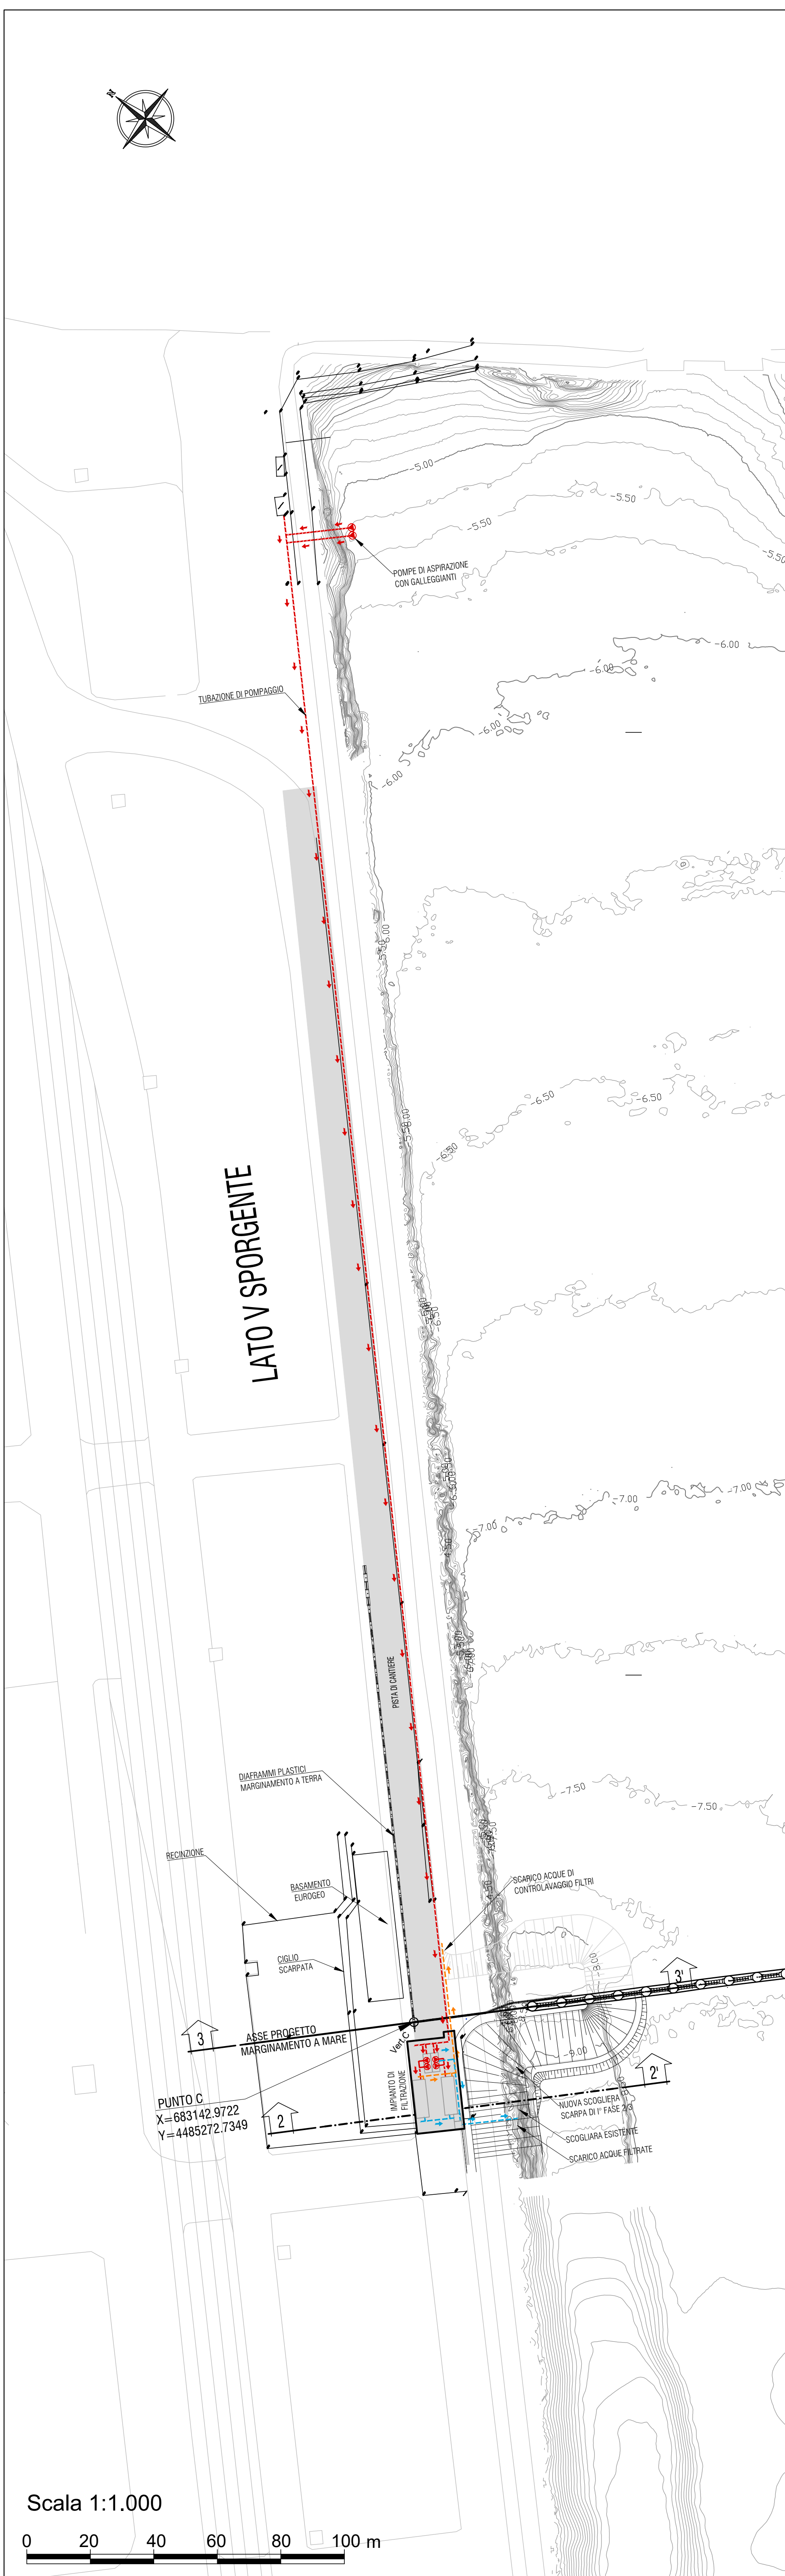 N
-5.00
-5.50
-5.50
-5.50
POMPE DI ASPIRAZIONE
CON GALLEGGIANTI
-6.00
-6.00
TUBAZIONE DI POMPAGGIO
-6.00
-6.00
-6.50
-6.50
-6.50
LATO V SPORGENTE
-7.00
-7.00
-7.00
PISTA DI CANTIERE
DIAFRAMMI PLASTICI
MARGINAMENTO A TERRA
-7.50
-7.50
RECINZIONE
BASAMENTO
EUROGEO
SCARICO ACQUE DI
CONTROLAVAGGIO FILTRI
CIGLIO
SCARPATA
-8.00
3'
3
ASSE PROGETTO
MARGINAMENTO A MARE
Vert.C
-9.00
2'
IMPIANTO DI
FILTRAZIONE
PUNTO C
X=683142.9722
Y=4485272.7349
2
NUOVA SCOGLIERA
SCARPA DI I° FASE 2/3
SCOGLIARA ESISTENTE
SCARICO ACQUE FILTRATE
Scala 1:1.000
0 20 40 60 80 100 m